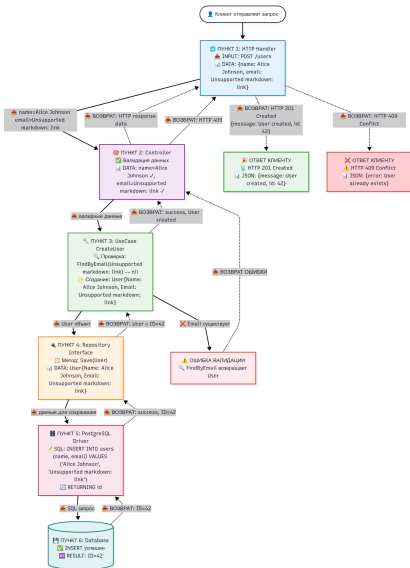 👤 Клиент отправляет запрос
🌐 ПУНКТ 1: HTTP Handler
📥 INPUT: POST /users
📊 DATA: {name: Alice
Johnson, email:
Unsupported markdown:
link}
📤 name=Alice Johnson
email=Unsupported
markdown: link
📤 ВОЗВРАТ: HTTP response
data
📤 ВОЗВРАТ: HTTP 409
📤 ВОЗВРАТ: HTTP 201
Created
{message: User created, id:
42}
📤 ВОЗВРАТ: HTTP 409
Conflict
🎯 ПУНКТ 2: Controller
✅ Валидация данных
📊 DATA: name=Alice
Johnson ✓,
email=Unsupported
markdown: link ✓
🎉 ОТВЕТ КЛИЕНТУ
📡 HTTP 201 Created
📊 JSON: {message: User
created, id: 42}
❌ ОТВЕТ КЛИЕНТУ
⚠️ HTTP 409 Conflict
📊 JSON: {error: User
already exists}
📤 валидные данные
📤 ВОЗВРАТ: success, User
created
🔧 ПУНКТ 3: UseCase
CreateUser
🔍 Проверка:
FindByEmail(Unsupported
markdown: link) → nil
✨ Создание: User{Name:
Alice Johnson, Email:
Unsupported markdown:
link}
📤 ВОЗВРАТ ОШИБКИ
📤 User объект
📤 ВОЗВРАТ: User с ID=42
❌ Email существует
🔌 ПУНКТ 4: Repository
Interface
📋 Метод: Save(User)
📊 DATA: User{Name: Alice
Johnson, Email:
Unsupported markdown:
link}
⚠️ ОШИБКА ВАЛИДАЦИИ
🔍 FindByEmail возвращает
User
📤 данные для сохранения
📤 ВОЗВРАТ: success, ID=42
🗄️ ПУНКТ 5: PostgreSQL
Driver
📝 SQL: INSERT INTO users
(name, email) VALUES
('Alice Johnson',
'Unsupported markdown:
link')
🔄 RETURNING id
📤 SQL запрос
📤 ВОЗВРАТ: ID=42
💾 ПУНКТ 6: Database
✅ INSERT успешен
🆔 RESULT: ID=42